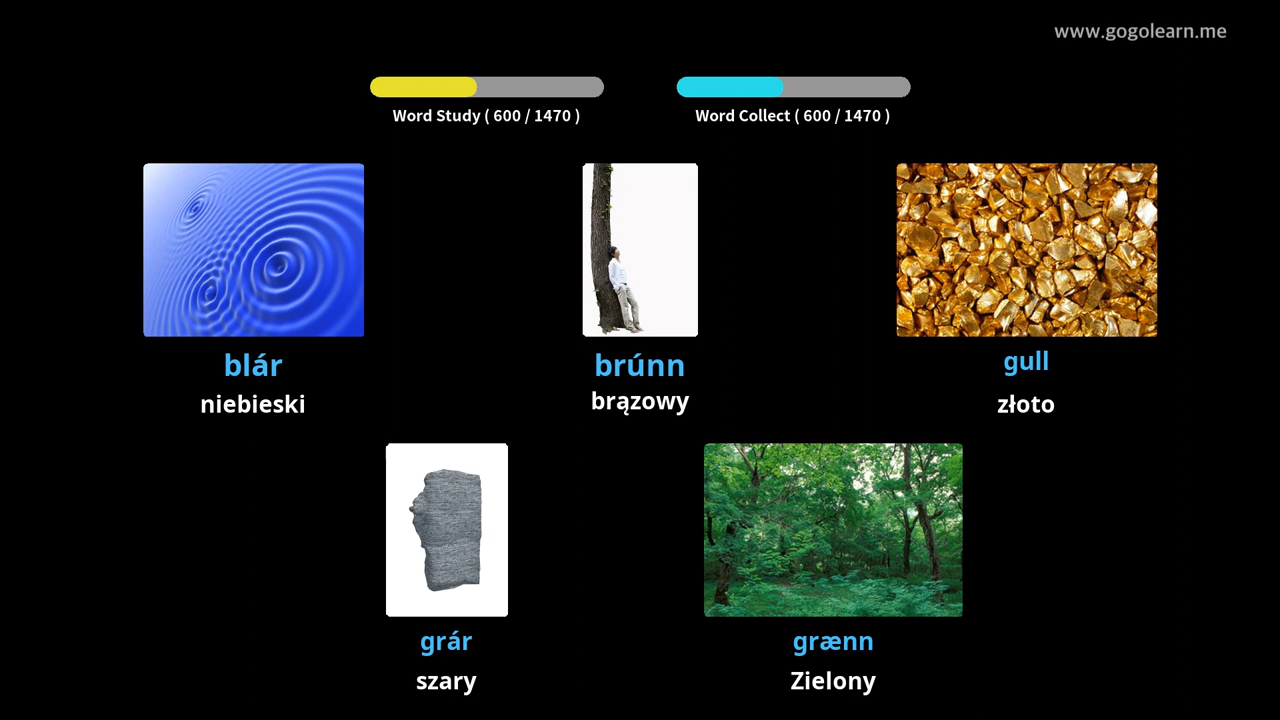 www.gogolearn.me
Word Study ( 600 / 1470 )
Word Collect ( 600 / 1470 )
blár
niebieski
brúnn
brązowy
gull
złoto
grár
szary
grænn
Zielony